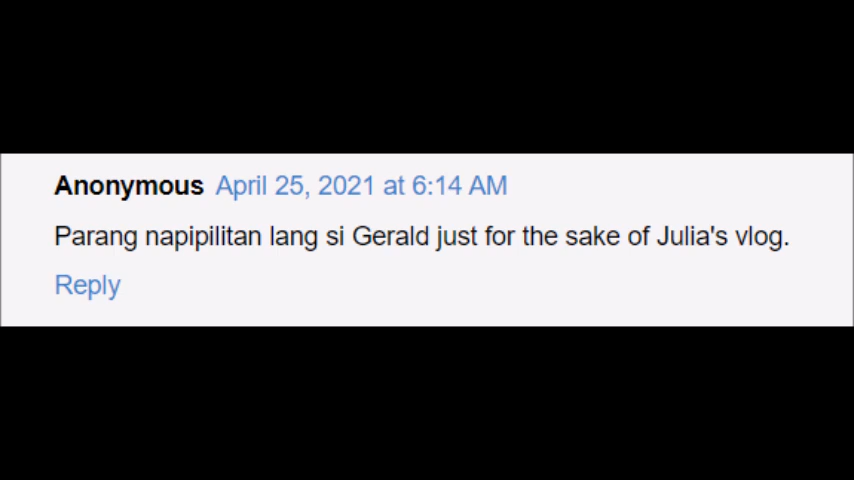 Anonymous April 25, 2021 at 6:14 AM
Parang napipilitan lang si Gerald just for the sake of Julia's vlog.
Reply